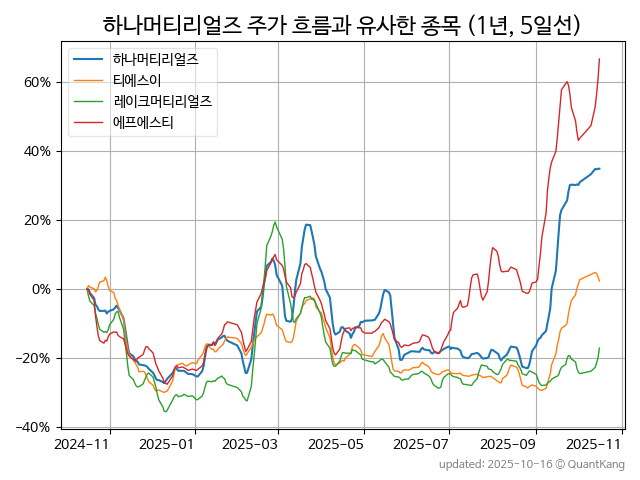 하나머티리얼즈 주가 흐름과 유사한 종목 (1년, 5일선)
하나머티리얼즈
티에스이
레이크머티리얼즈
에프에스티
60%
40%
20%
0%
−20%
−40%
2024-11
2025-01
2025-03
2025-05
2025-07
2025-09
2025-11
updated: 2025-10-16 © QuantKang